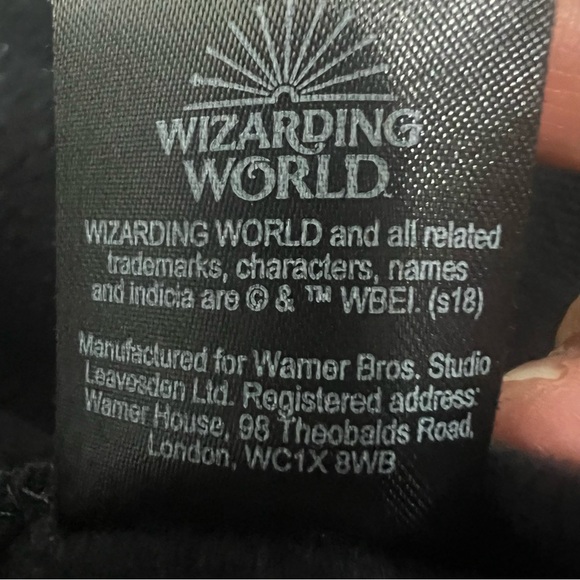 WIZARDING
WORLD
WIZARDING WORLD and all related
trademarks, characters, names
and indicia are © & ™ WBEI. (s18)
Manufactured for Warner Bros. Studio
Leavesden Ltd. Registered address:
Warner House, 98 Theobalds Road,
London, WC1X 8WB